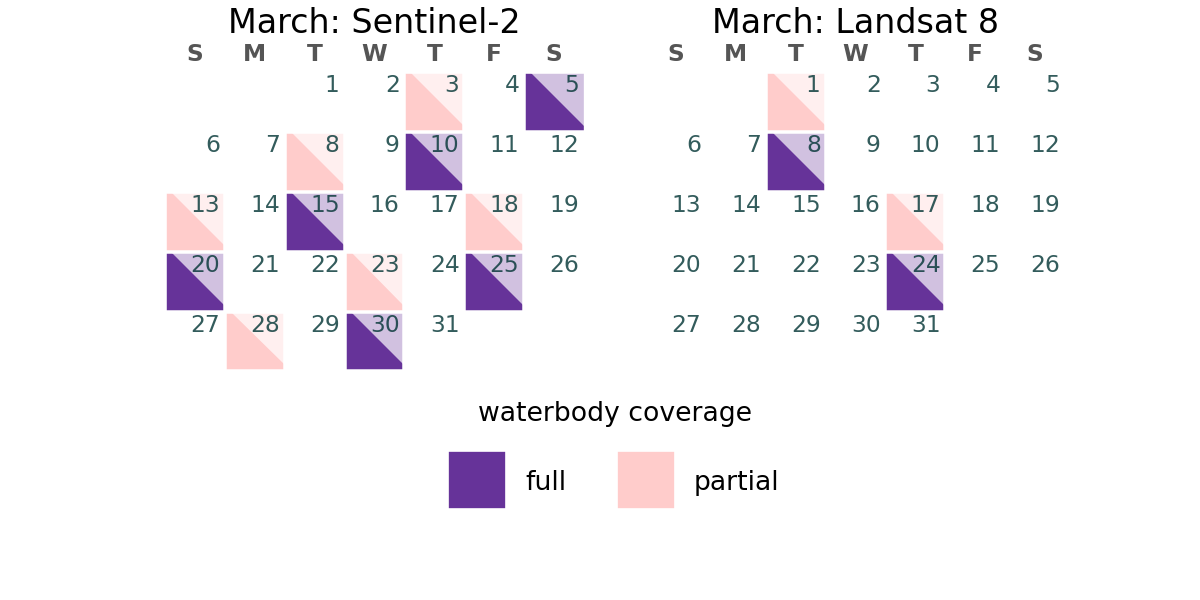 March: Sentinel-2
S M T W T F S
1 2 3 4 5
6 7 8 9 10 11 12
13 14 15 16 17 18 19
20 21 22 23 24 25 26
27 28 29 30 31
March: Landsat 8
S M T W T F S
1 2 3 4 5
6 7 8 9 10 11 12
13 14 15 16 17 18 19
20 21 22 23 24 25 26
27 28 29 30 31
waterbody coverage
full partial